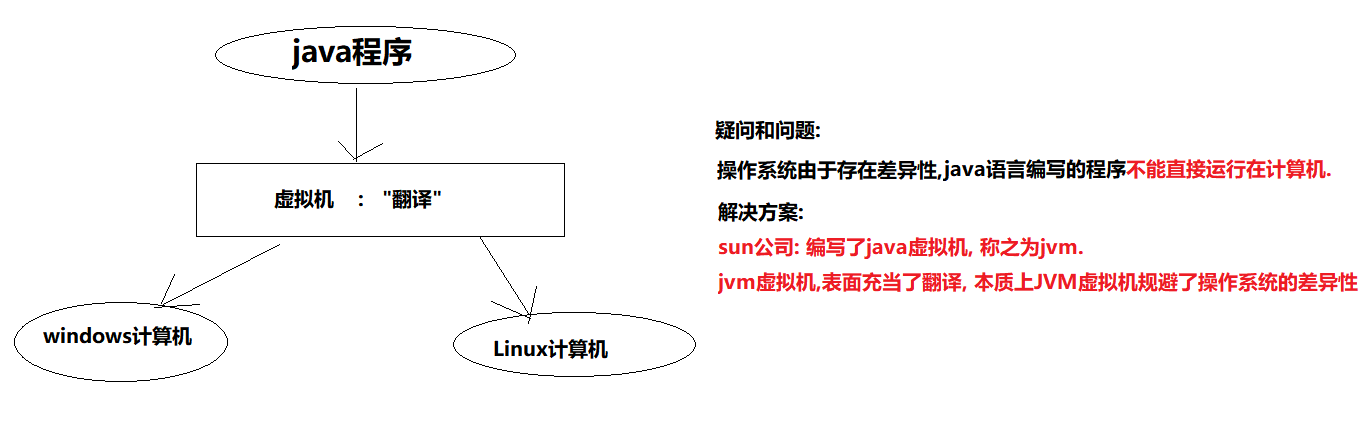 java程序
虚拟机 : "翻译"
windows计算机
Linux计算机
疑问和问题:
操作系统由于存在差异性,java语言编写的程序不能直接运行在计算机.
解决方案:
sun公司: 编写了java虚拟机, 称之为jvm.
jvm虚拟机,表面充当了翻译, 本质上JVM虚拟机规避了操作系统的差异性